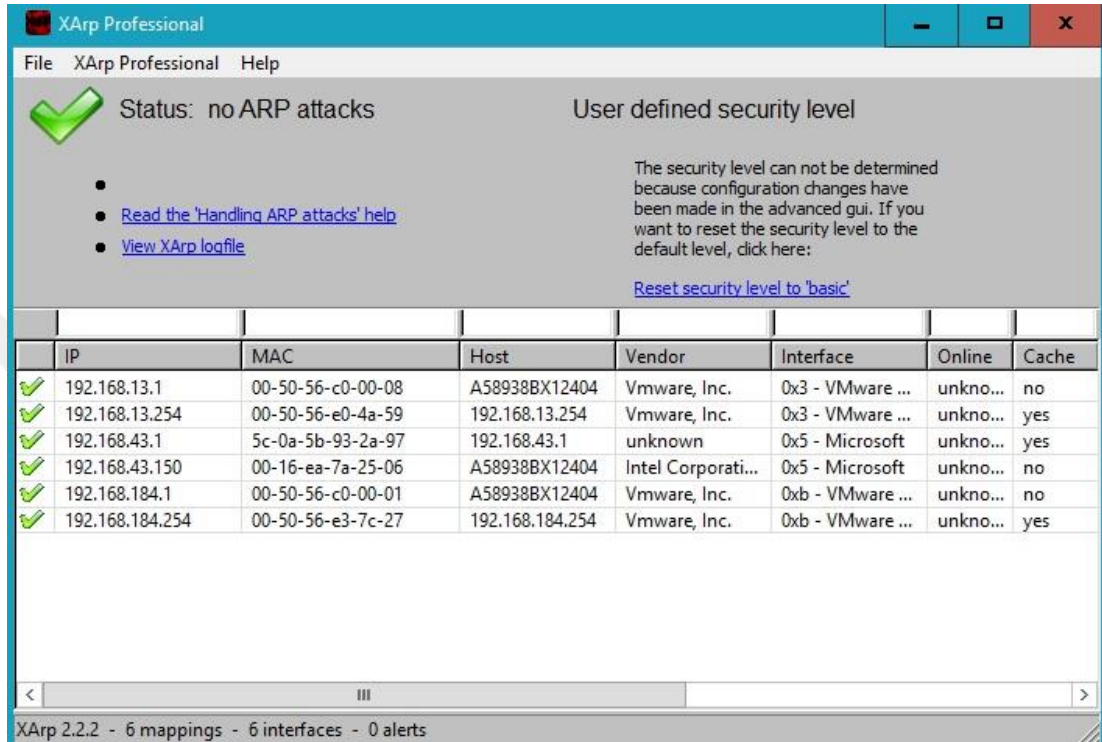 XArp Professional
File XArp Professional Help
Status: no ARP attacks
Read the 'Handling ARP attacks' help
View XArp logfile
User defined security level
The security level can not be determined
because configuration changes have
been made in the advanced gui. If you
want to reset the security level to the
default level, click here:
Reset security level to 'basic'
IP MAC Host Vendor Interface Online Cache
192.168.13.1 00-50-56-c0-00-08 A58938BX12404 Vmware, Inc. 0x3 - VMware ... unkno... no
192.168.13.254 00-50-56-e0-4a-59 192.168.13.254 Vmware, Inc. 0x3 - VMware ... unkno... yes
192.168.43.1 5c-0a-5b-93-2a-97 192.168.43.1 unknown 0x5 - Microsoft unkno... yes
192.168.43.150 00-16-ea-7a-25-06 A58938BX12404 Intel Corporati... 0x5 - Microsoft unkno... no
192.168.184.1 00-50-56-c0-00-01 A58938BX12404 Vmware, Inc. 0xb - VMware ... unkno... no
192.168.184.254 00-50-56-e3-7c-27 192.168.184.254 Vmware, Inc. 0xb - VMware ... unkno... yes
XArp 2.2.2 - 6 mappings - 6 interfaces - 0 alerts